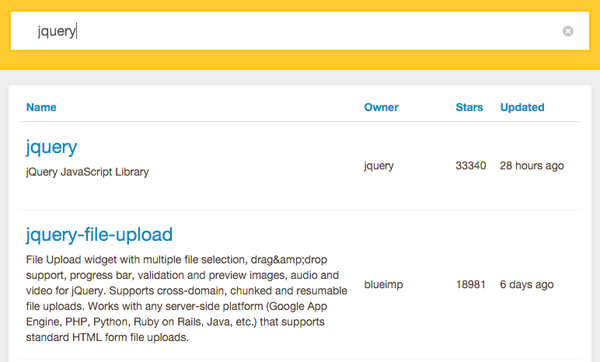 jquery
Name Owner Stars Updated
jquery
jQuery JavaScript Library
jquery 33340 28 hours ago
jquery-file-upload
File Upload widget with multiple file selection, drag&amp;drop
support, progress bar, validation and preview images, audio and
video for jQuery. Supports cross-domain, chunked and resumable
file uploads. Works with any server-side platform (Google App
Engine, PHP, Python, Ruby on Rails, Java, etc.) that supports
standard HTML form file uploads.
blueimp 18981 6 days ago